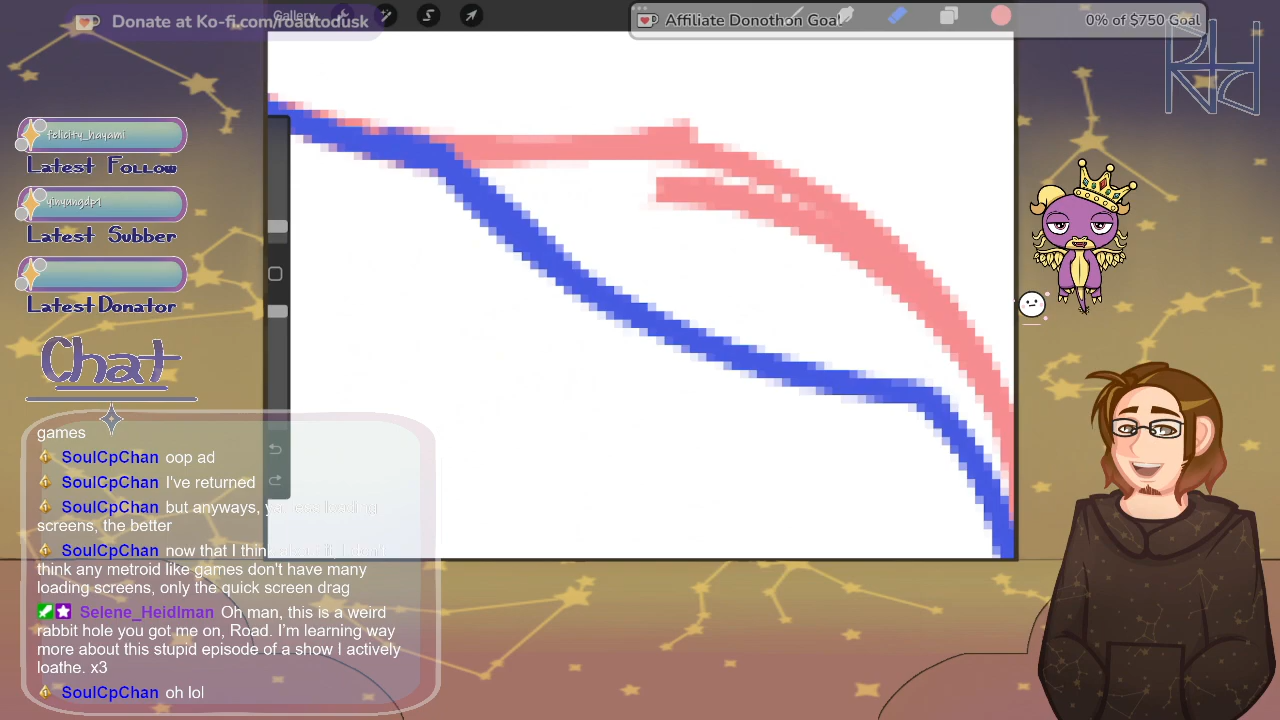 Donate at Ko-fi.com/roadtodusk
Gallery
Affiliate Donothon Goal
0% of $750 Goal
felicity_hayami
Latest Follow
yinyangdp1
Latest Subber
Latest Donator
Chat
games
SoulCpChan oop ad
SoulCpChan I've returned
SoulCpChan but anyways,
screens, the better
SoulCpChan now that I
think any metroid like games don't have many
loading screens, only the quick screen drag
Selene_Heidlman Oh man, this is a weird
rabbit hole you got me on, Road. I'm learning way
more about this stupid episode of a show I actively
loathe. x3
SoulCpChan oh lol